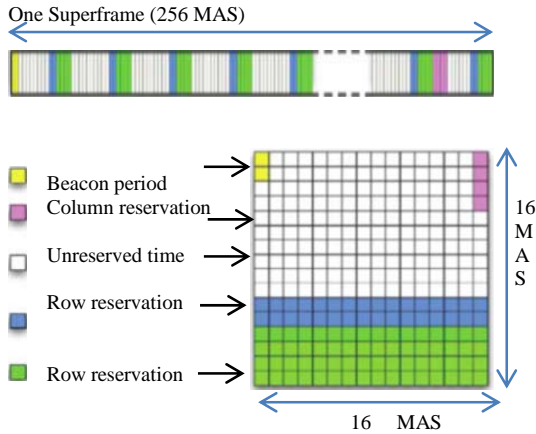 One Superframe (256 MAS)
Beacon period
Column reservation
Unreserved time
Row reservation
Row reservation
16
M
A
S
16 MAS